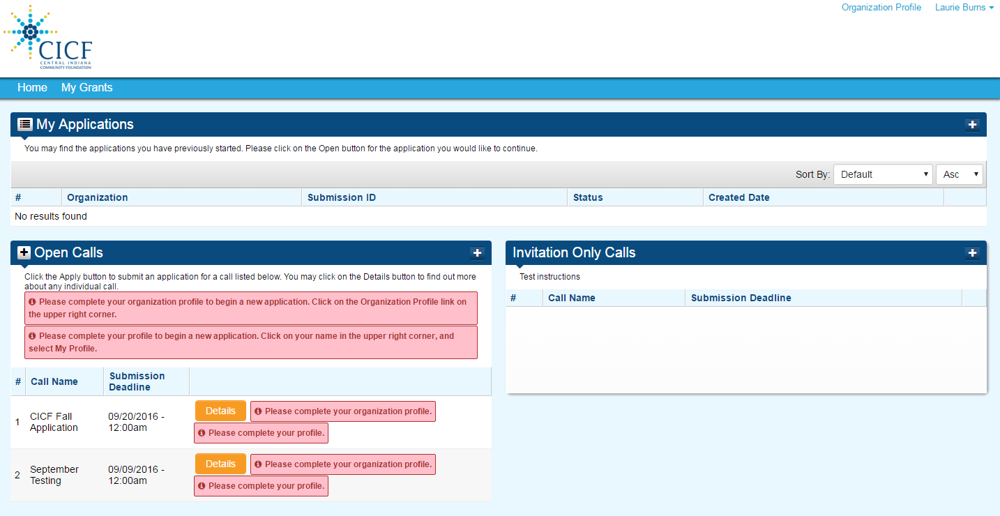 Organization Profile Laurie Burns
CICF
CENTRAL INDIANA
COMMUNITY FOUNDATION
Home My Grants
My Applications
You may find the applications you have previously started. Please click on the Open button for the application you would like to continue.
Sort By: Default Asc
# Organization Submission ID Status Created Date
No results found
Open Calls
Click the Apply button to submit an application for a call listed below. You may click on the Details button to find out more
about any individual call.
Please complete your organization profile to begin a new application. Click on the Organization Profile link on
the upper right corner.
Please complete your profile to begin a new application. Click on your name in the upper right corner, and
select My Profile.
# Call Name Submission
Deadline
1 CICF Fall
Application 09/20/2016 -
12:00am Details Please complete your organization profile.
Please complete your profile.
2 September
Testing 09/09/2016 -
12:00am Details Please complete your organization profile.
Please complete your profile.
Invitation Only Calls
Test instructions
# Call Name Submission Deadline